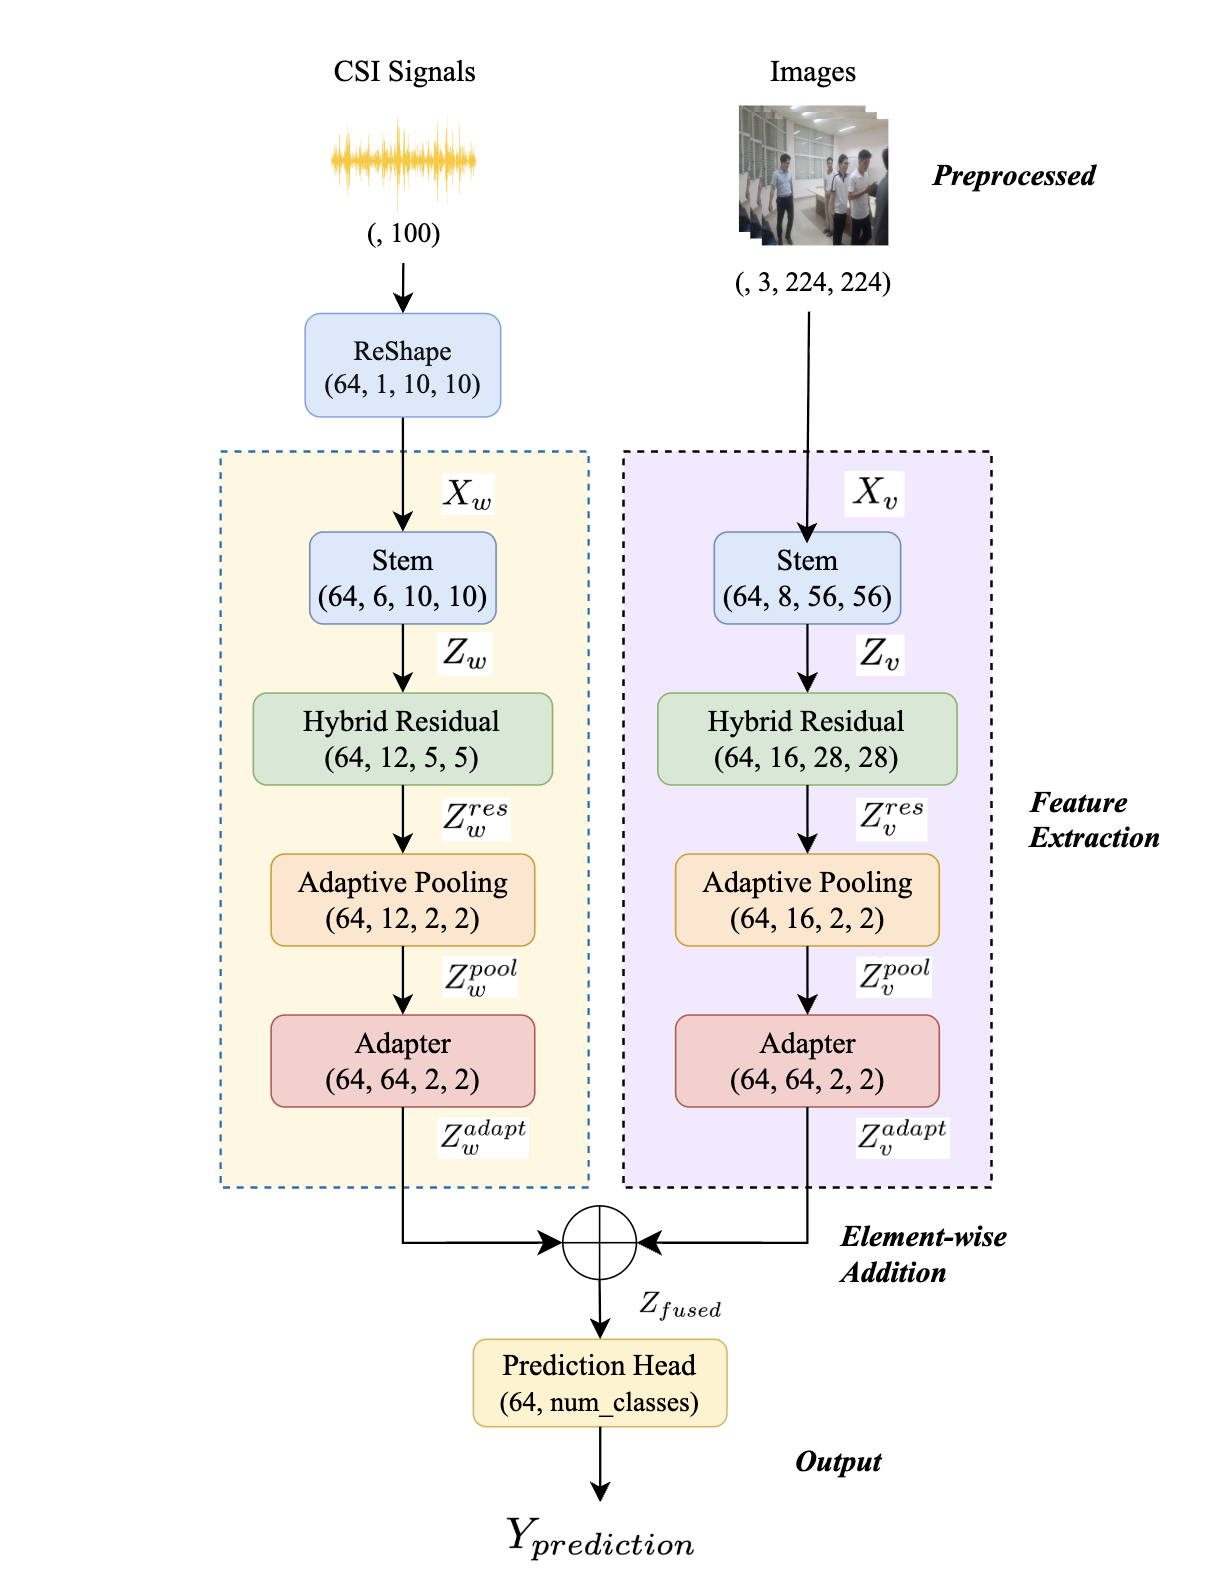 CSI Signals
Images
Preprocessed
(, 100)
(, 3, 224, 224)
ReShape
(64, 1, 10, 10)
X_w
X_v
Stem
(64, 6, 10, 10)
Stem
(64, 8, 56, 56)
Z_w
Z_v
Hybrid Residual
(64, 12, 5, 5)
Hybrid Residual
(64, 16, 28, 28)
Z_w^{res}
Z_v^{res}
Feature
Extraction
Adaptive Pooling
(64, 12, 2, 2)
Adaptive Pooling
(64, 16, 2, 2)
Z_w^{pool}
Z_v^{pool}
Adapter
(64, 64, 2, 2)
Adapter
(64, 64, 2, 2)
Z_w^{adapt}
Z_v^{adapt}
Element-wise
Addition
Z_{fused}
Prediction Head
(64, num_classes)
Output
Y_{prediction}